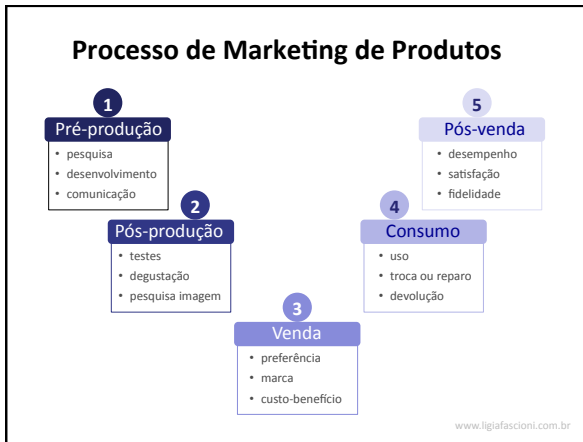 Processo de Marketing de Produtos
1
Pré-produção
• pesquisa
• desenvolvimento
• comunicação
2
Pós-produção
• testes
• degustação
• pesquisa imagem
3
Venda
• preferência
• marca
• custo-benefício
4
Consumo
• uso
• troca ou reparo
• devolução
5
Pós-venda
• desempenho
• satisfação
• fidelidade
www.ligiafascioni.com.br